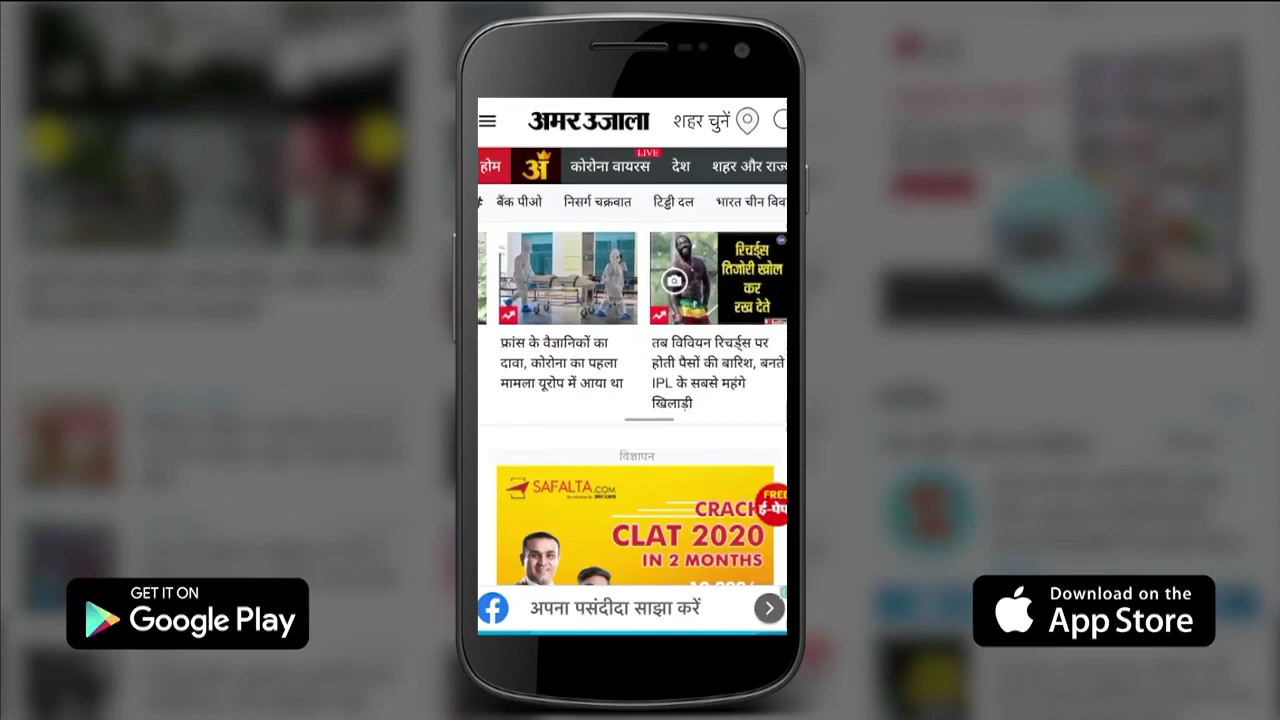 अमर उजाला
शहर चुनें
LIVE
होम
अं
कोरोना वायरस
देश
शहर और राज्
# बैंक पीओ
निसर्ग चक्रवात
टिड्डी दल
भारत चीन विवा
रिचर्ड्स
तिजोरी खोल
कर
रख देते
फ्रांस के वैज्ञानिकों का
दावा, कोरोना का पहला
मामला यूरोप में आया था
तब विवियन रिचर्ड्स पर
होती पैसों की बारिश, बनते
IPL के सबसे महंगे
खिलाड़ी
विज्ञापन
SAFALTA.COM
CRACK
FREE
ई-पेप
CLAT 2020
IN 2 MONTHS
अपना पसंदीदा साझा करें
GET IT ON
Google Play
Download on the
App Store